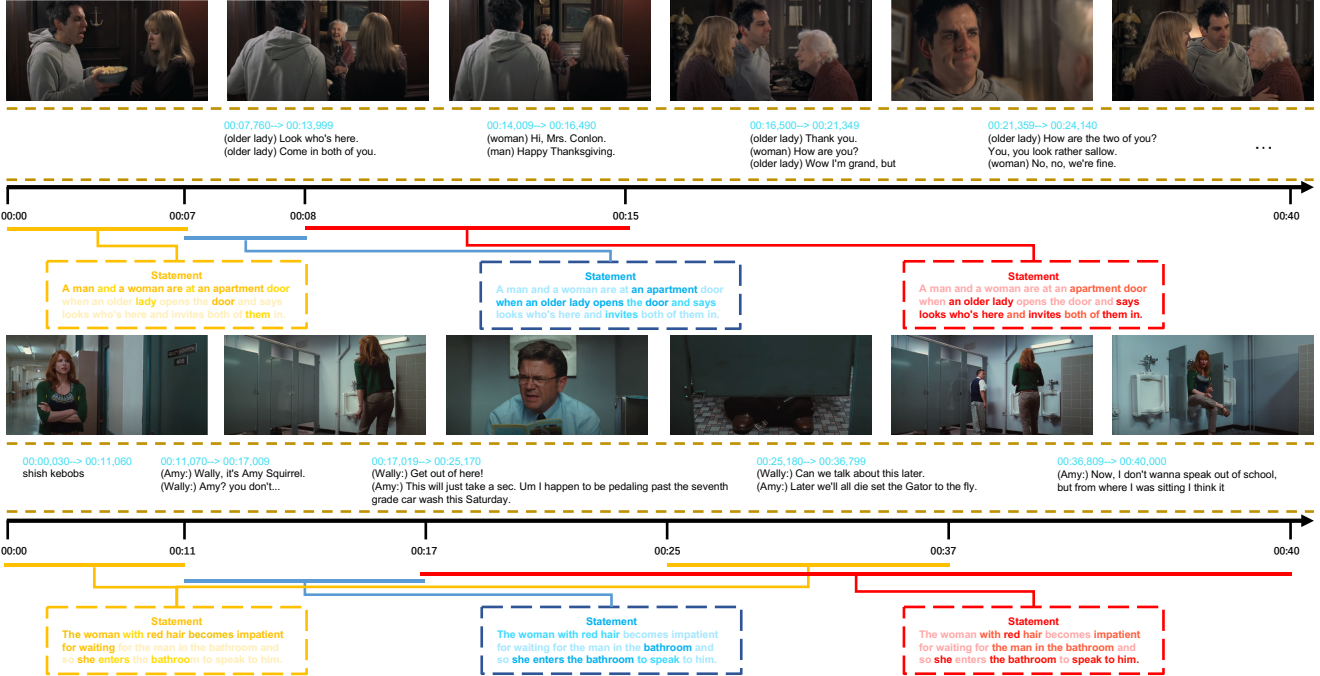 00:07,760--> 00:13,999
(older lady) Look who's here.
(older lady) Come in both of you.
00:14,009--> 00:16,490
(woman) Hi, Mrs. Conlon.
(man) Happy Thanksgiving.
00:16,500--> 00:21,349
(older lady) Thank you.
(woman) How are you?
(older lady) Wow I'm grand, but
00:21,359--> 00:24,140
(older lady) How are the two of you?
You, you look rather sallow.
(woman) No, no, we're fine.
...
00:00
00:07
00:08
00:15
00:40
Statement
A man and a woman are at an apartment door
when an older lady opens the door and says
looks who's here and invites both of them in.
Statement
A man and a woman are at an apartment door
when an older lady opens the door and says
looks who's here and invites both of them in.
Statement
A man and a woman are at an apartment door
when an older lady opens the door and says
looks who's here and invites both of them in.
00:00,030--> 00:11,060
shish kebobs
00:11,070--> 00:17,009
(Amy:) Wally, it's Amy Squirrel.
(Wally:) Amy? you don't...
00:17,019--> 00:25,170
(Wally:) Get out of here!
(Amy:) This will just take a sec. Um I happen to be pedaling past the seventh
grade car wash this Saturday.
00:25,180--> 00:36,799
(Wally:) Can we talk about this later.
(Amy:) Later we'll all die set the Gator to the fly.
00:36,809--> 00:40,000
(Amy:) Now, I don't wanna speak out of school,
but from where I was sitting I think it
00:00
00:11
00:17
00:25
00:37
00:40
Statement
The woman with red hair becomes impatient
for waiting for the man in the bathroom and
so she enters the bathroom to speak to him.
Statement
The woman with red hair becomes impatient
for waiting for the man in the bathroom and
so she enters the bathroom to speak to him.
Statement
The woman with red hair becomes impatient
for waiting for the man in the bathroom and
so she enters the bathroom to speak to him.